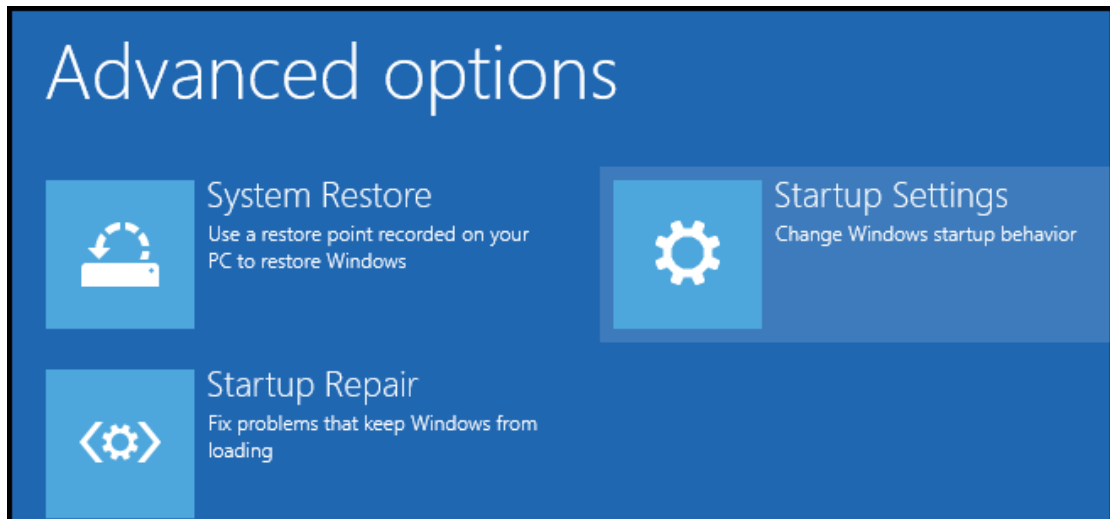 Advanced options
System Restore
Use a restore point recorded on your
PC to restore Windows
Startup Settings
Change Windows startup behavior
Startup Repair
Fix problems that keep Windows from
loading